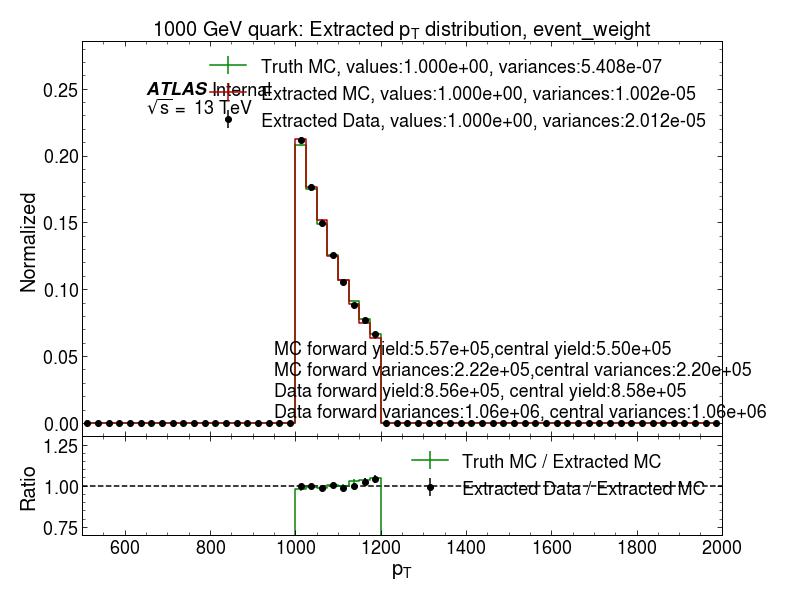 1000 GeV quark: Extracted pT distribution, event_weight
Truth MC, values:1.000e+00, variances:5.408e-07
ATLAS Internal
Extracted MC, values:1.000e+00, variances:1.002e-05
√s = 13 TeV
Extracted Data, values:1.000e+00, variances:2.012e-05
Normalized
0.25
0.20
0.15
0.10
0.05
0.00
MC forward yield:5.57e+05,central yield:5.50e+05
MC forward variances:2.22e+05,central variances:2.20e+05
Data forward yield:8.56e+05, central yield:8.58e+05
Data forward variances:1.06e+06, central variances:1.06e+06
Ratio
1.25
1.00
0.75
Truth MC / Extracted MC
Extracted Data / Extracted MC
600 800 1000 1200 1400 1600 1800 2000
pT